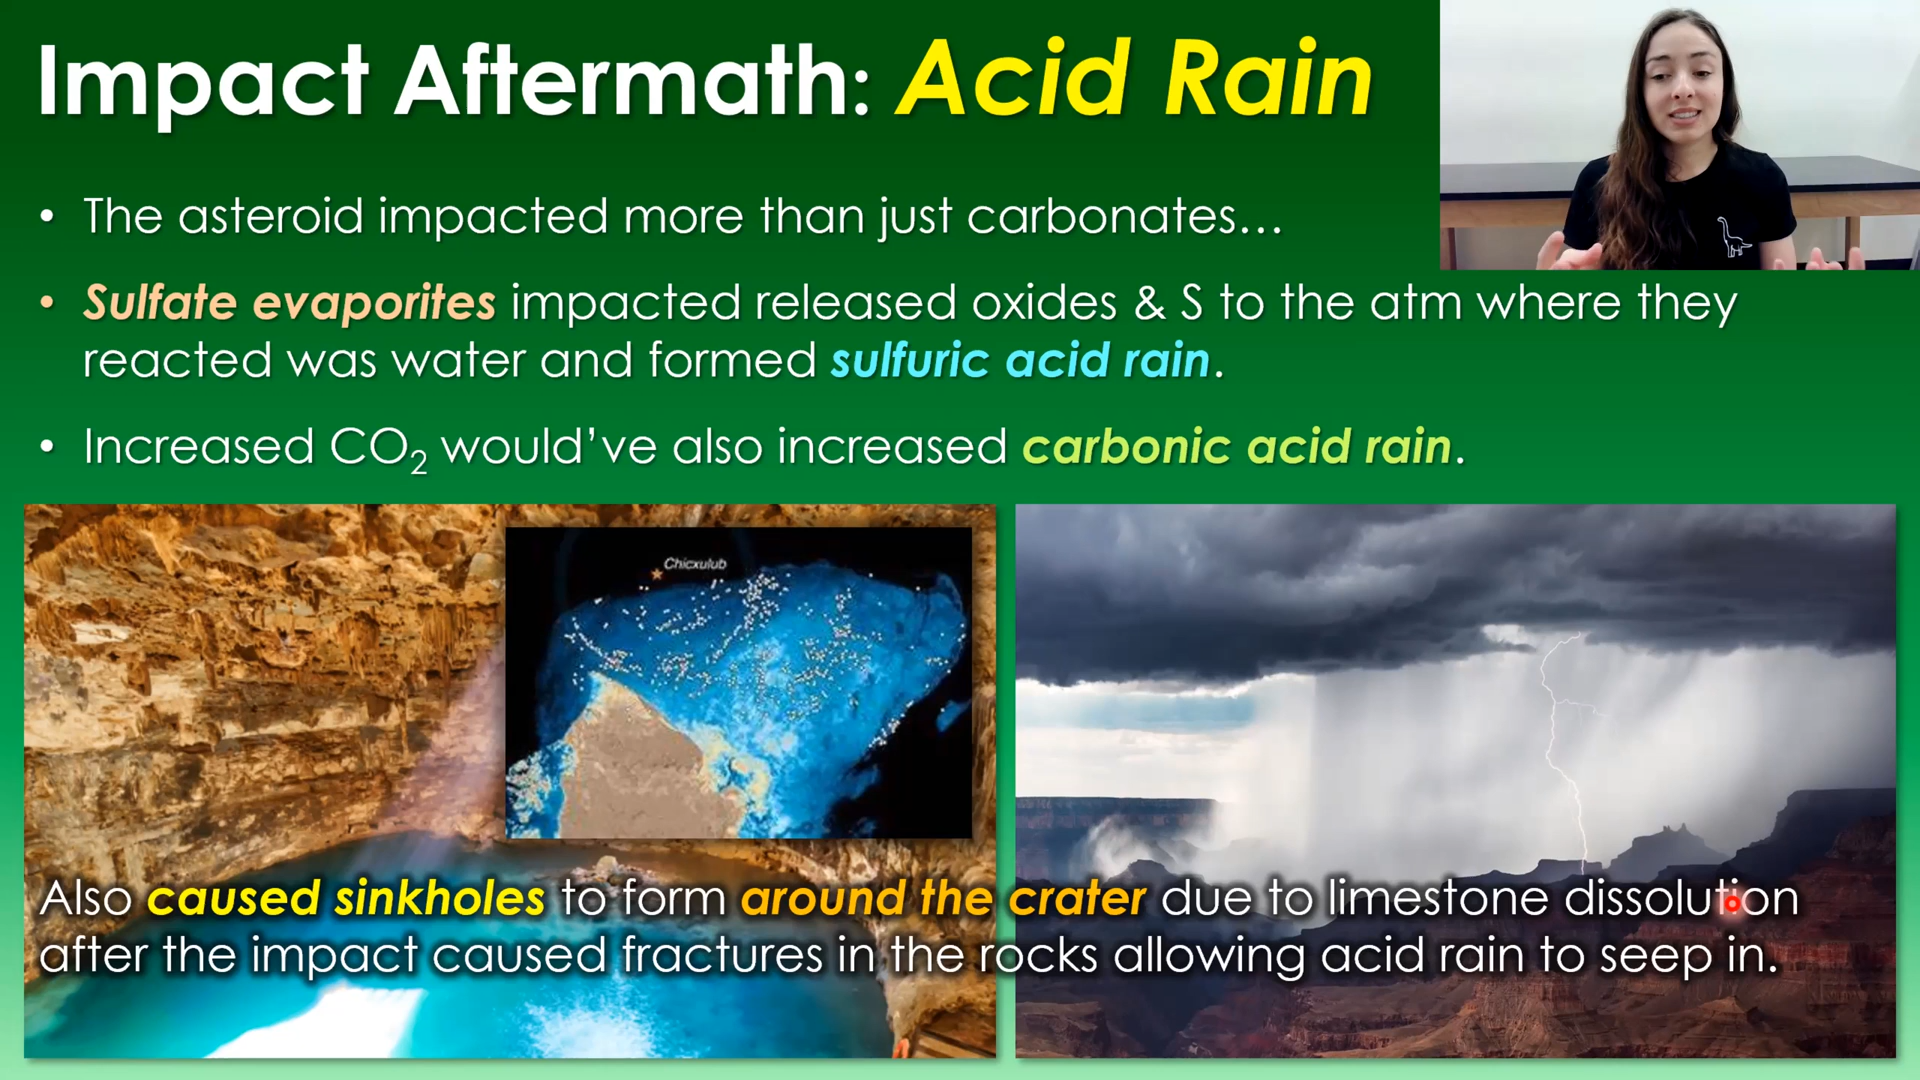 Impact Aftermath: Acid Rain
• The asteroid impacted more than just carbonates…
• Sulfate evaporites impacted released oxides & S to the atm where they
reacted was water and formed sulfuric acid rain.
• Increased CO₂ would’ve also increased carbonic acid rain.
Chicxulub
Also caused sinkholes to form around the crater due to limestone dissolution
after the impact caused fractures in the rocks allowing acid rain to seep in.